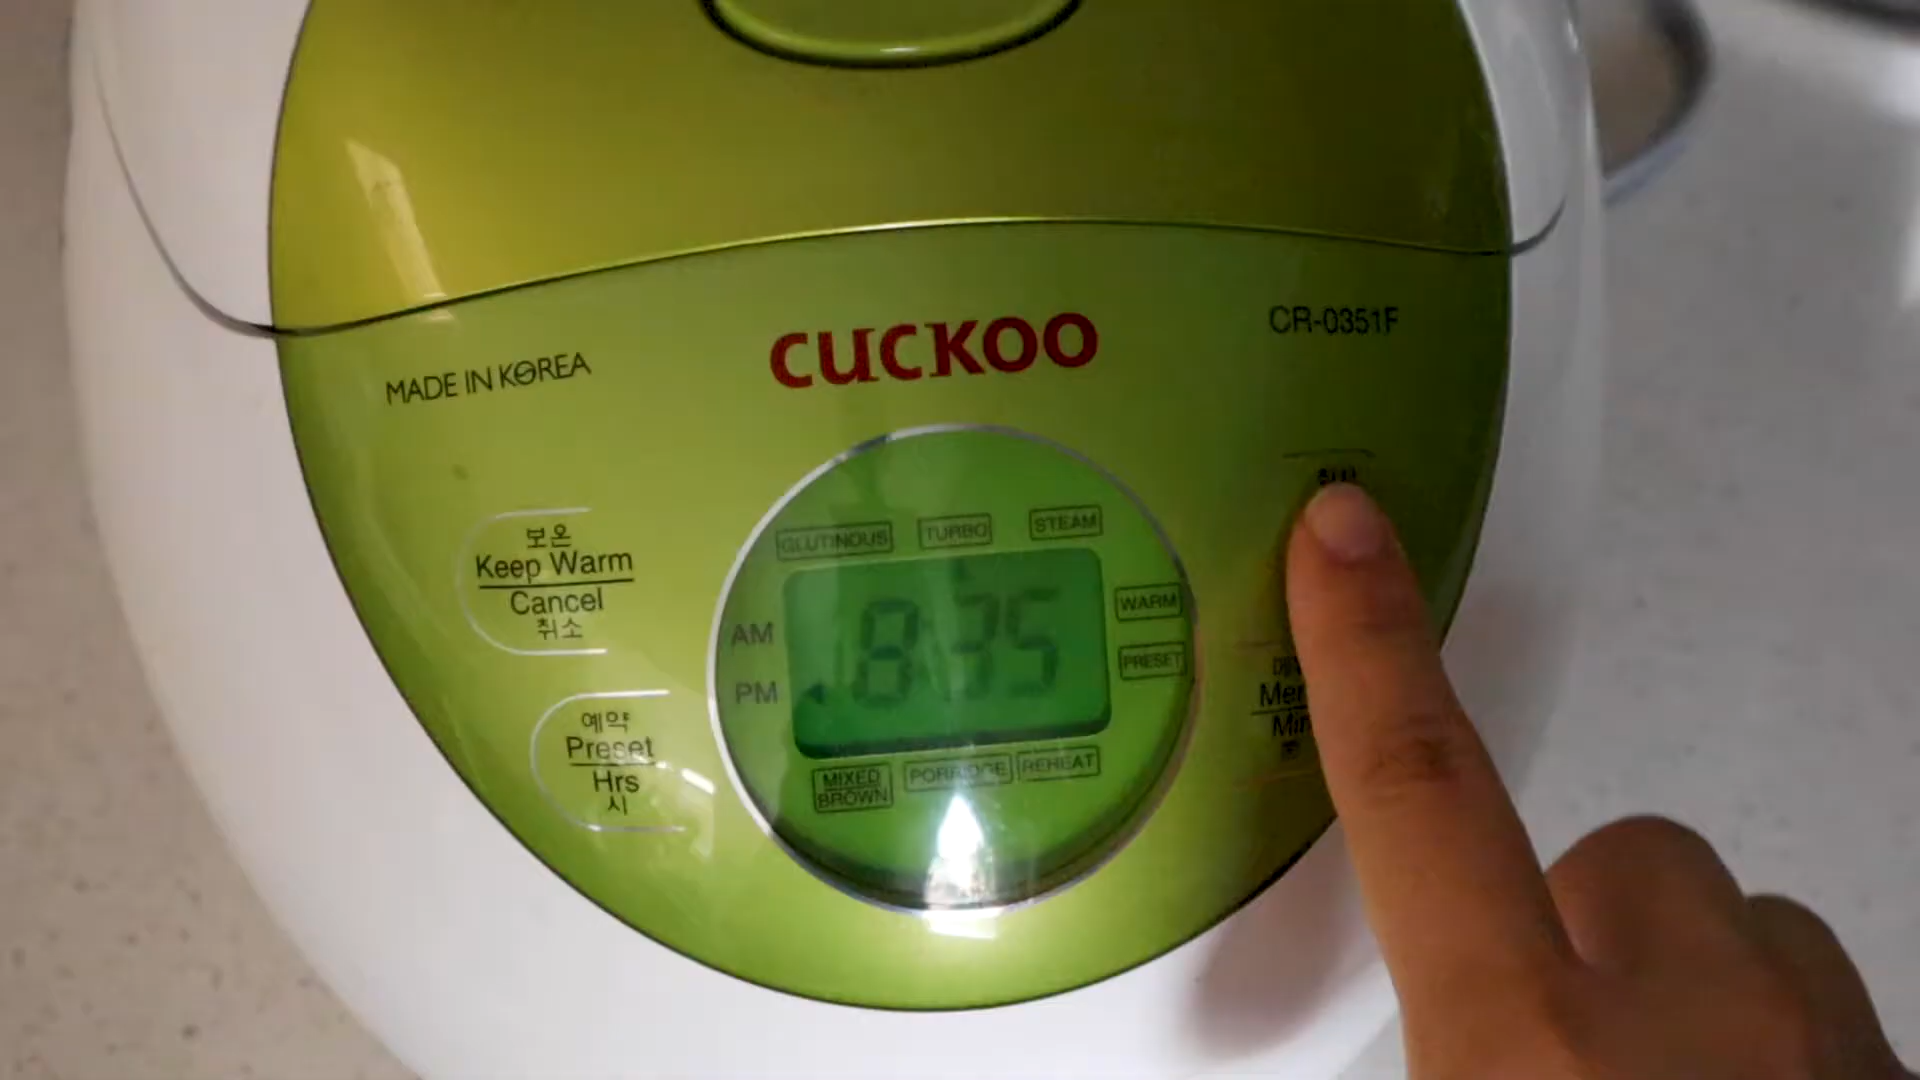 CUCKOO
CR-0351F
MADE IN KOREA
보온
Keep Warm
Cancel
취소
예약
Preset
Hrs
시
GLUTINOUS
TURBO
STEAM
WARM
PRESET
AM
PM
8:35
MIXED
BROWN
PORRIDGE
REHEAT